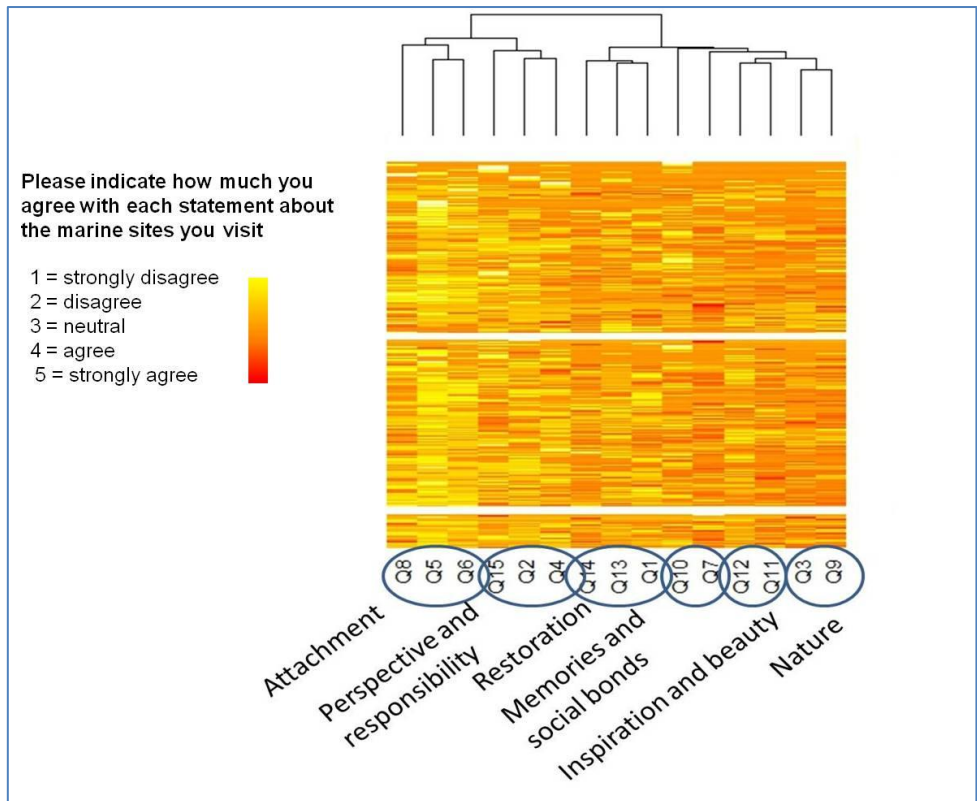 Please indicate how much you
agree with each statement about
the marine sites you visit
1 = strongly disagree
2 = disagree
3 = neutral
4 = agree
5 = strongly agree
Q8
Q5
Q6
Q15
Q2
Q4
Q14
Q13
Q1
Q10
Q7
Q12
Q11
Q3
Q9
Attachment
Perspective and
responsibility
Restoration
Memories and
social bonds
Inspiration and beauty
Nature